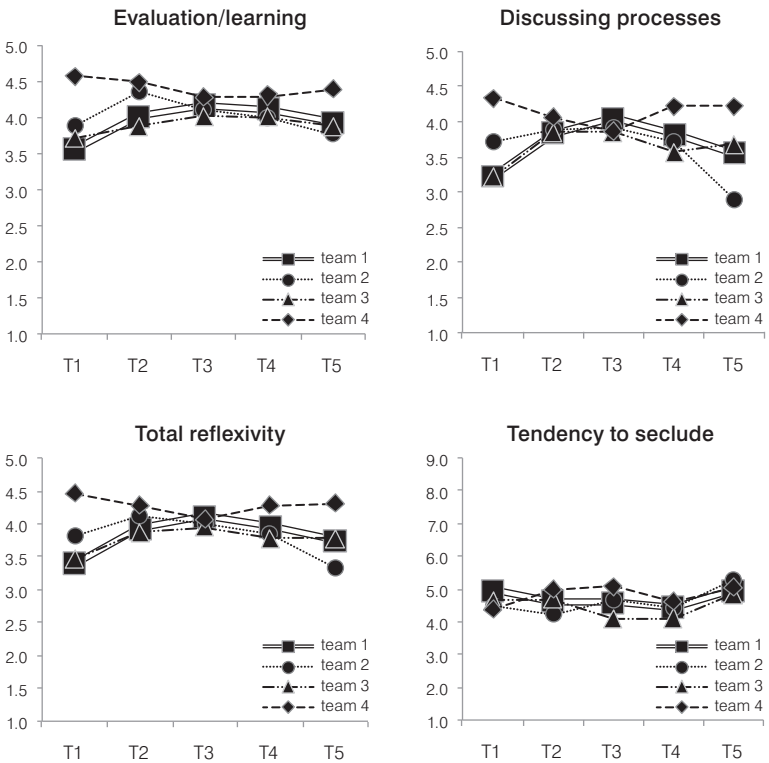 Evaluation/learning
5.0
4.5
4.0
3.5
3.0
2.5
2.0
1.5
1.0
T1 T2 T3 T4 T5
team 1
team 2
team 3
team 4
Discussing processes
5.0
4.5
4.0
3.5
3.0
2.5
2.0
1.5
1.0
T1 T2 T3 T4 T5
team 1
team 2
team 3
team 4
Total reflexivity
5.0
4.5
4.0
3.5
3.0
2.5
2.0
1.5
1.0
T1 T2 T3 T4 T5
team 1
team 2
team 3
team 4
Tendency to seclude
9.0
8.0
7.0
6.0
5.0
4.0
3.0
2.0
1.0
T1 T2 T3 T4 T5
team 1
team 2
team 3
team 4